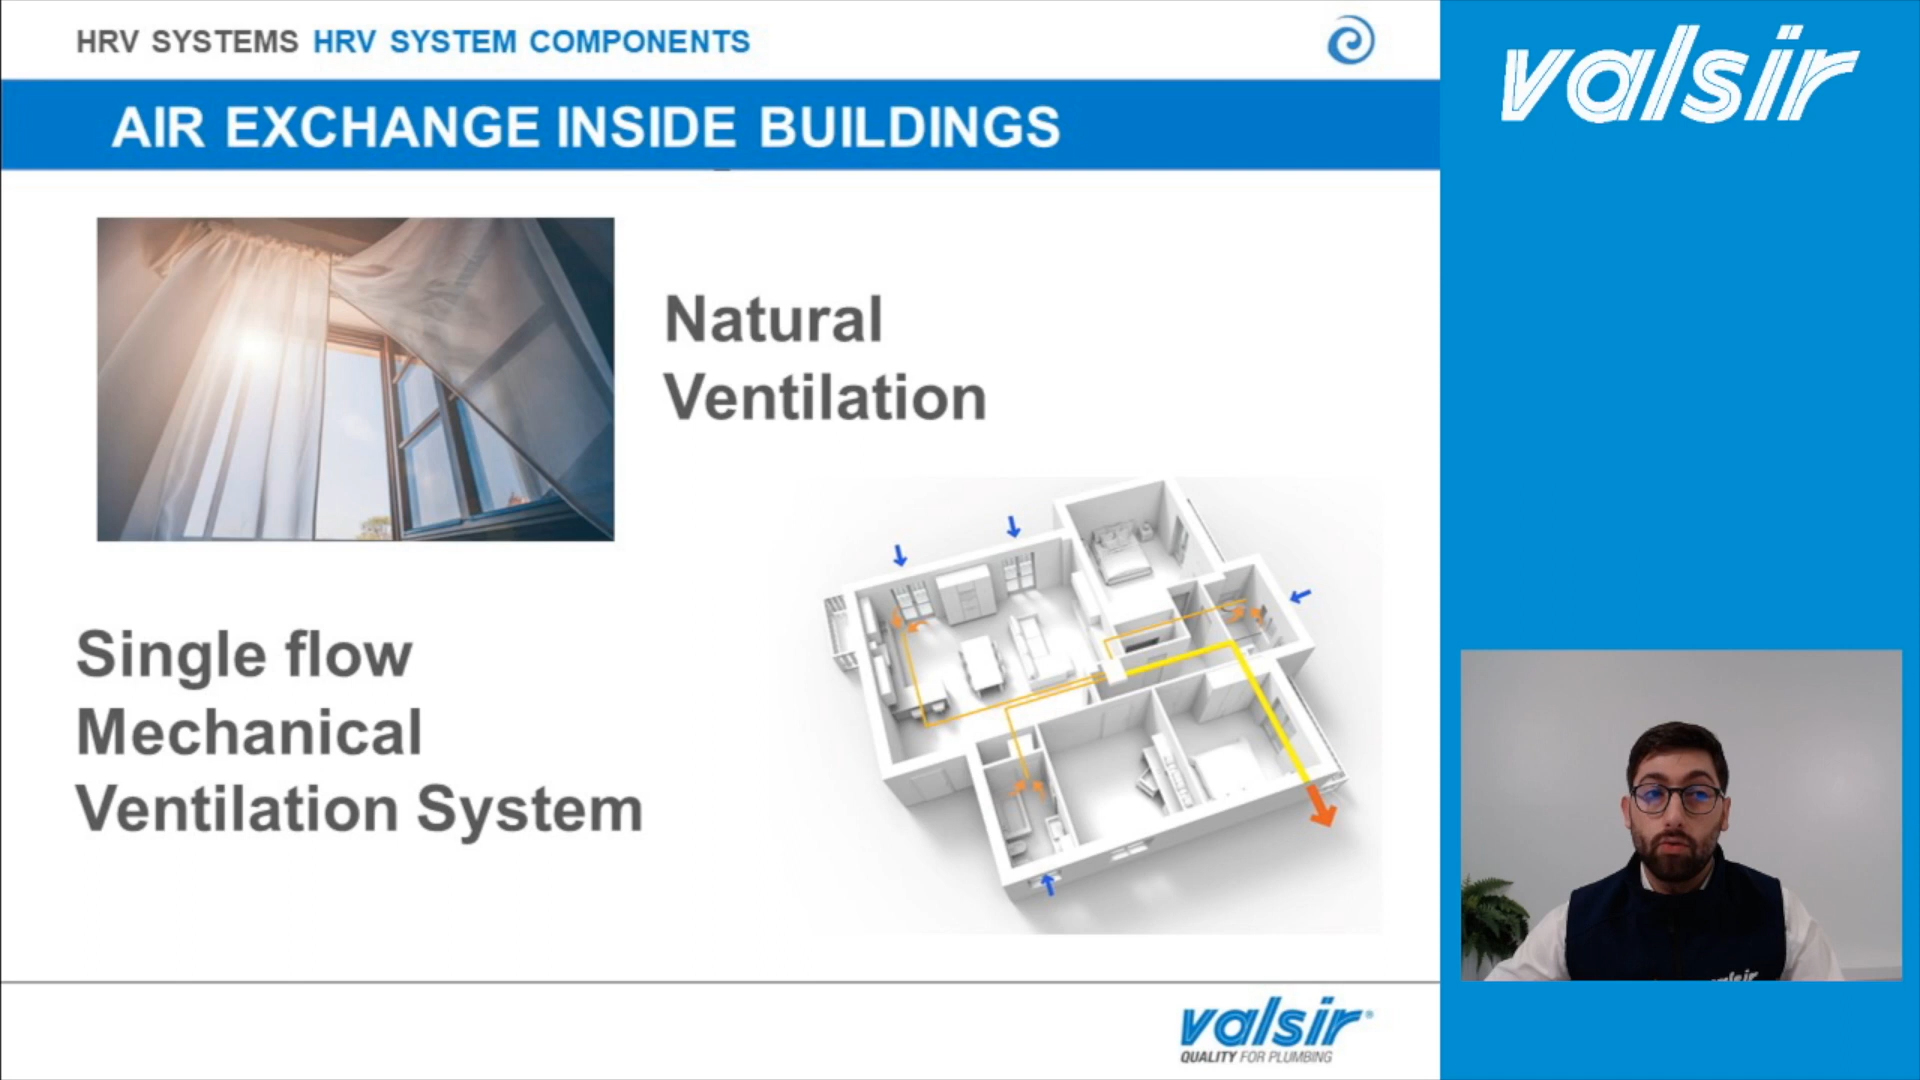 HRV SYSTEMS HRV SYSTEM COMPONENTS
AIR EXCHANGE INSIDE BUILDINGS
Natural
Ventilation
Single flow
Mechanical
Ventilation System
valsir®
QUALITY FOR PLUMBING
valsir
valsir